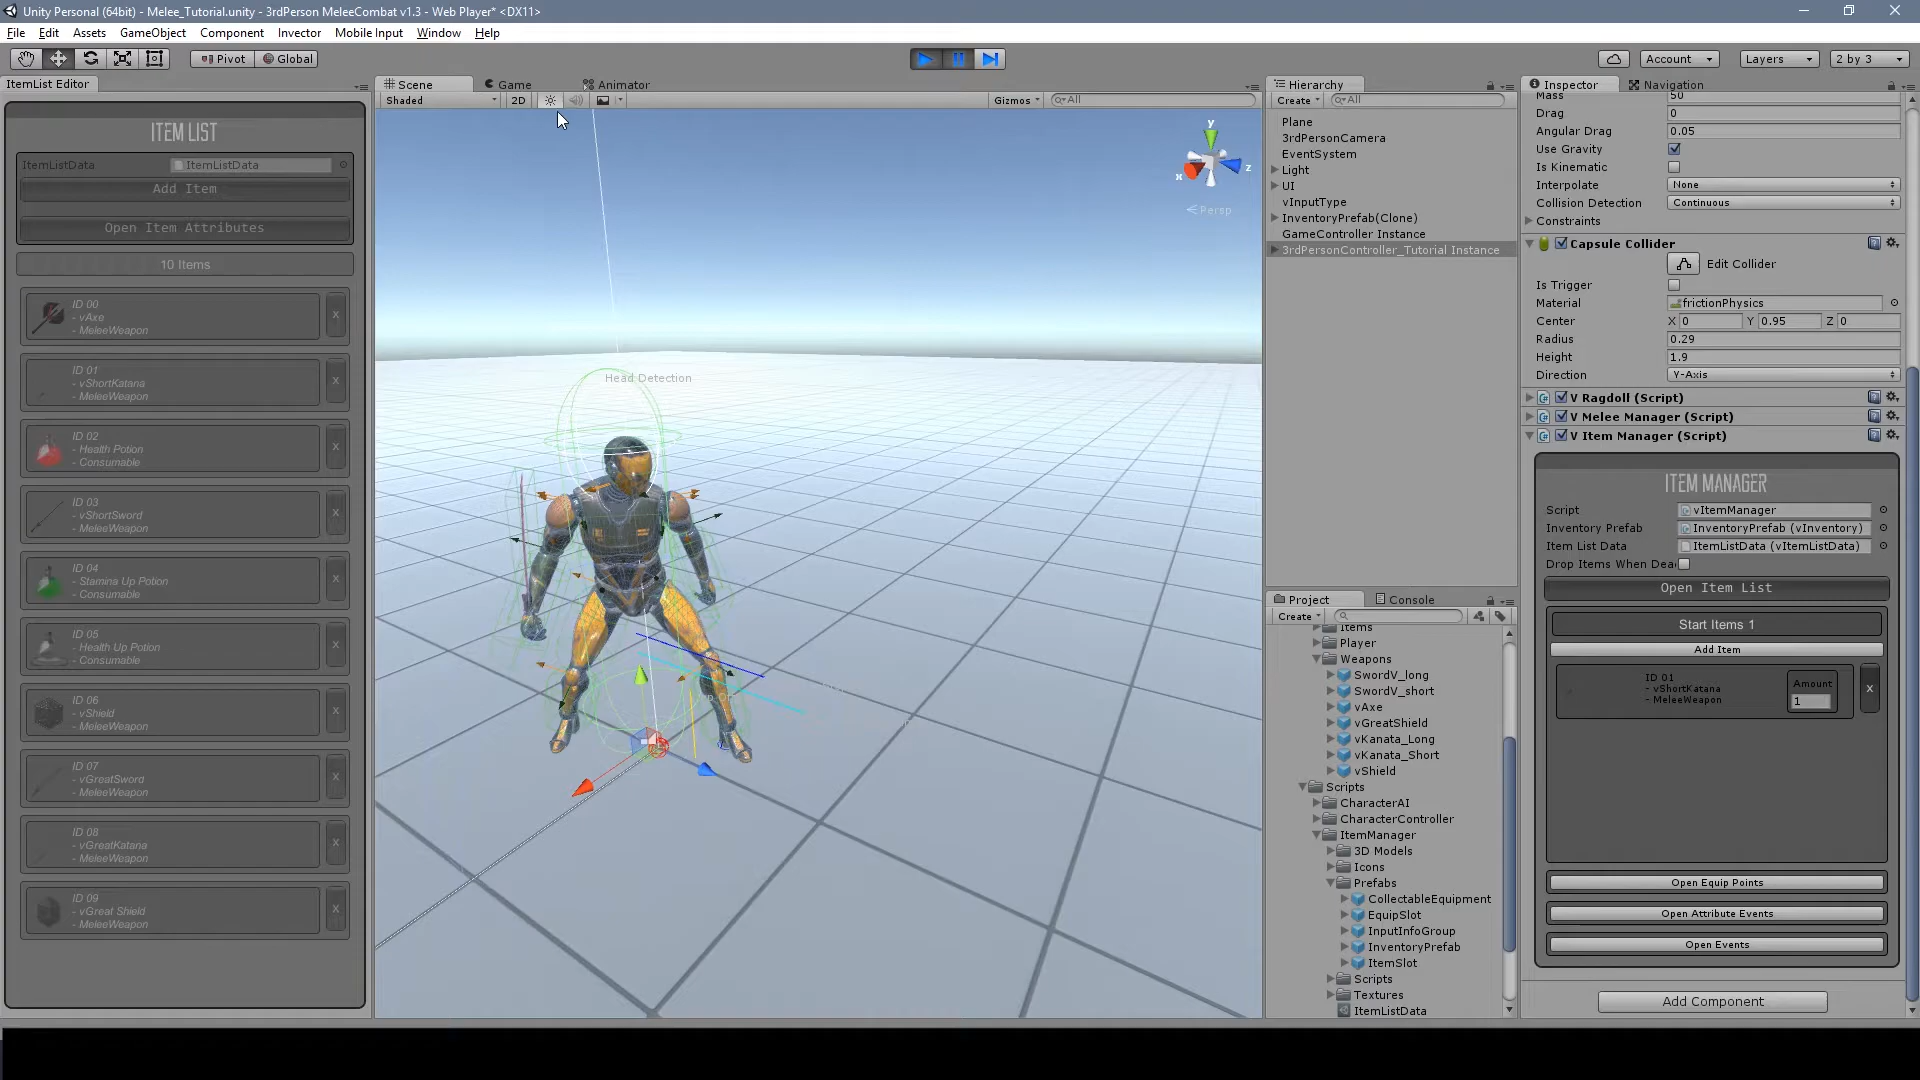 Unity Personal (64bit) - Melee_Tutorial.unity - 3rdPerson MeleeCombat v1.3 - Web Player* <DX11>
File Edit Assets GameObject Component Invector Mobile Input Window Help
Pivot Global Account Layers 2 by 3
ItemList Editor
ITEM LIST
ItemListData ItemListData
Add Item
Open Item Attributes
10 Items
ID 00
- vAxe
- MeleeWeapon
X
ID 01
- vShortKatana
- MeleeWeapon
X
ID 02
- Health Potion
- Consumable
X
ID 03
- vShortSword
- MeleeWeapon
X
ID 04
- Stamina Up Potion
- Consumable
X
ID 05
- Health Up Potion
- Consumable
X
ID 06
- vShield
- MeleeWeapon
X
ID 07
- vGreatSword
- MeleeWeapon
X
ID 08
- vGreatKatana
- MeleeWeapon
X
ID 09
- vGreat Shield
- MeleeWeapon
X
Scene Game Animator
Shaded 2D Gizmos All
y
x z
Persp
Head Detection
Hierarchy
Create All
Plane
3rdPersonCamera
EventSystem
Light
UI
vInputType
InventoryPrefab(Clone)
GameController Instance
3rdPersonController_Tutorial Instance
Project Console
Create
Items
Player
Weapons
SwordV_long
SwordV_short
vAxe
vGreatShield
vKanata_Long
vKanata_Short
vShield
Scripts
CharacterAI
CharacterController
ItemManager
3D Models
Icons
Prefabs
CollectableEquipment
EquipSlot
InputInfoGroup
InventoryPrefab
ItemSlot
Scripts
Textures
ItemListData
Inspector Navigation
Mass 50
Drag 0
Angular Drag 0.05
Use Gravity
Is Kinematic
Interpolate None
Collision Detection Continuous
Constraints
Capsule Collider
Edit Collider
Is Trigger
Material frictionPhysics
Center X 0 Y 0.95 Z 0
Radius 0.29
Height 1.9
Direction Y-Axis
V Ragdoll (Script)
V Melee Manager (Script)
V Item Manager (Script)
ITEM MANAGER
Script vItemManager
Inventory Prefab InventoryPrefab (vInventory)
Item List Data ItemListData (vItemListData)
Drop Items When Dea
Open Item List
Start Items 1
Add Item
ID 01
- vShortKatana
- MeleeWeapon
Amount
1
X
Open Equip Points
Open Attribute Events
Open Events
Add Component